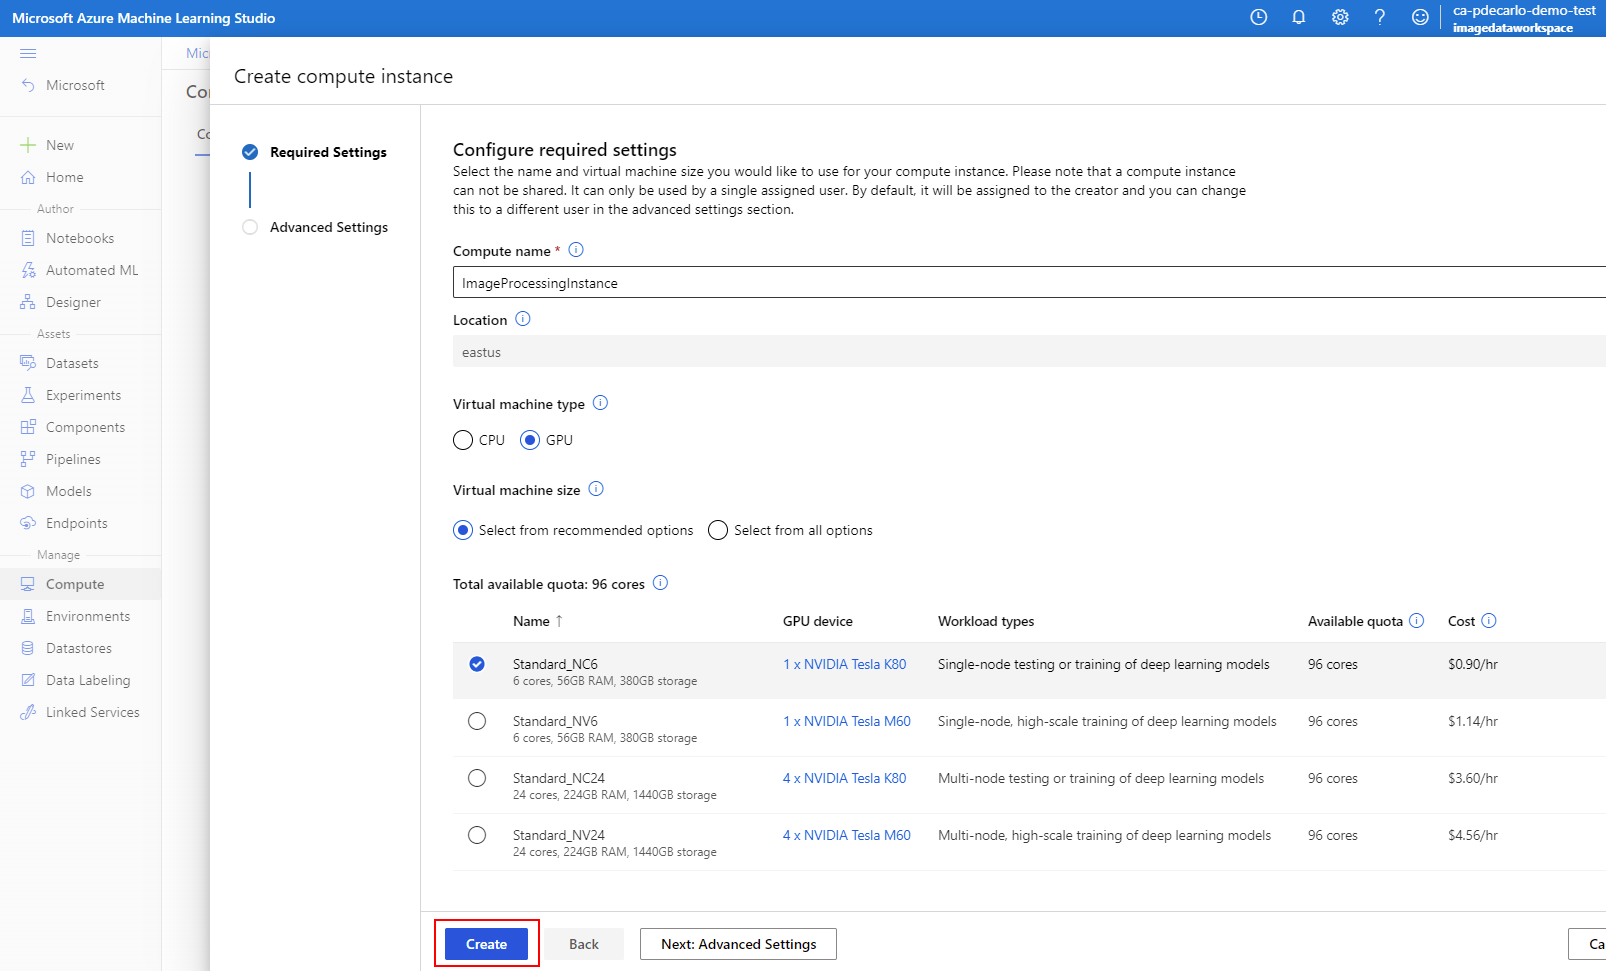 Microsoft Azure Machine Learning Studio
ca-pdecarlo-demo-test
imagedataworkspace
Microsoft
New
Home
Author
Notebooks
Automated ML
Designer
Assets
Datasets
Experiments
Components
Pipelines
Models
Endpoints
Manage
Compute
Environments
Datastores
Data Labeling
Linked Services
Create compute instance
Required Settings
Advanced Settings
Configure required settings
Select the name and virtual machine size you would like to use for your compute instance. Please note that a compute instance
can not be shared. It can only be used by a single assigned user. By default, it will be assigned to the creator and you can change
this to a different user in the advanced settings section.
Compute name *
ImageProcessingInstance
Location
eastus
Virtual machine type
CPU GPU
Virtual machine size
Select from recommended options Select from all options
Total available quota: 96 cores
Name ↑ GPU device Workload types Available quota Cost
Standard_NC6 1 x NVIDIA Tesla K80 Single-node testing or training of deep learning models 96 cores $0.90/hr
6 cores, 56GB RAM, 380GB storage
Standard_NV6 1 x NVIDIA Tesla M60 Single-node, high-scale training of deep learning models 96 cores $1.14/hr
6 cores, 56GB RAM, 380GB storage
Standard_NC24 4 x NVIDIA Tesla K80 Multi-node testing or training of deep learning models 96 cores $3.60/hr
24 cores, 224GB RAM, 1440GB storage
Standard_NV24 4 x NVIDIA Tesla M60 Multi-node, high-scale training of deep learning models 96 cores $4.56/hr
24 cores, 224GB RAM, 1440GB storage
Create Back Next: Advanced Settings